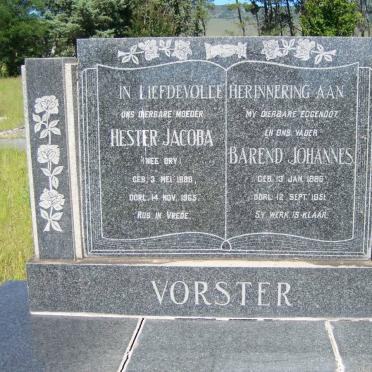 IN LIEFDEVOLLE HERINNERING AAN
ONS DIERBARE MOEDER
HESTER JACOBA
(NEE DRY)
GEB. 3 MEI 1898,
OORL. 14 NOV. 1965
RUS IN VREDE
MY DIERBARE EGGENOOT
EN ONS VADER
BAREND JOHANNES
GEB. 13 JAN. 1886
OORL. 12 SEPT. 1951
SY WERK IS KLAAR
VORSTER